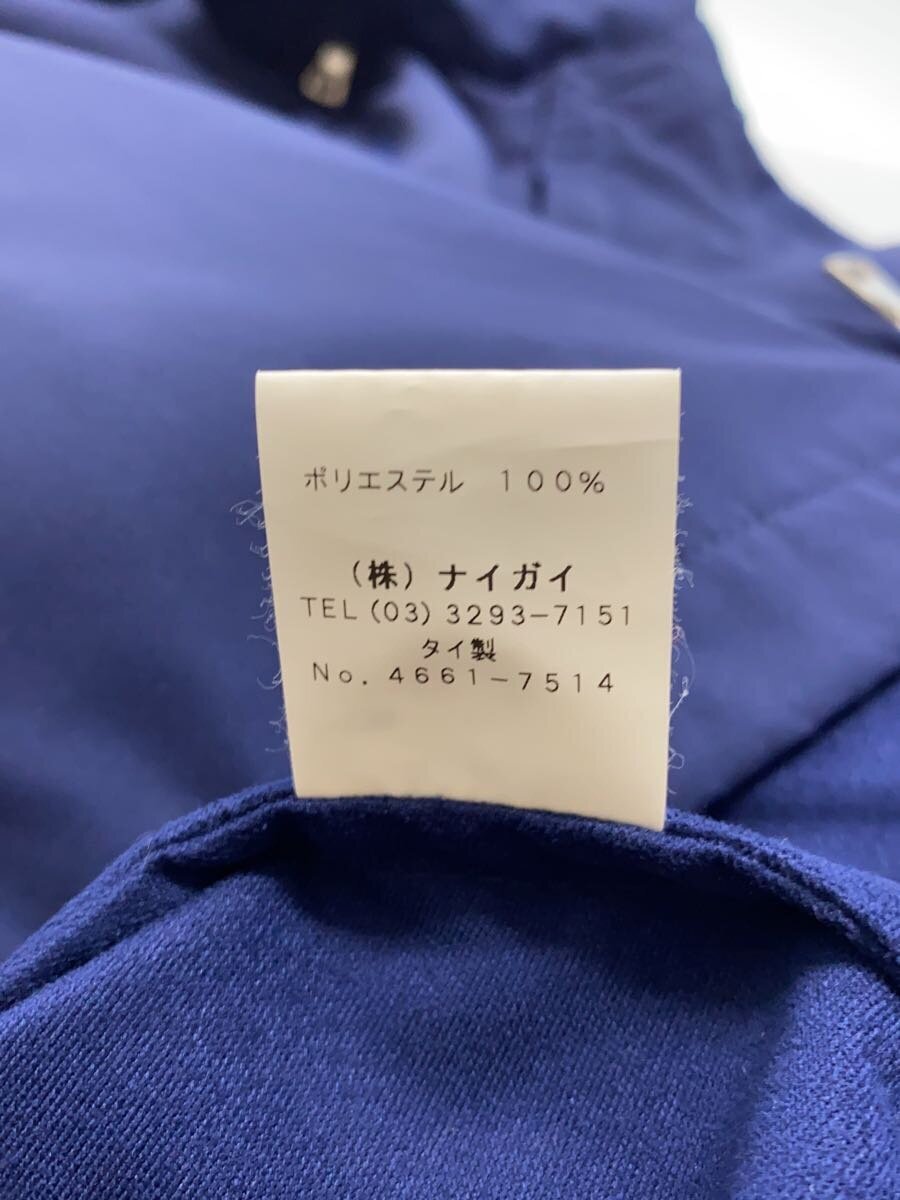 ポリエステル 100%
(株)ナイガイ
TEL(03)3293-7151
タイ製
No.4661-7514